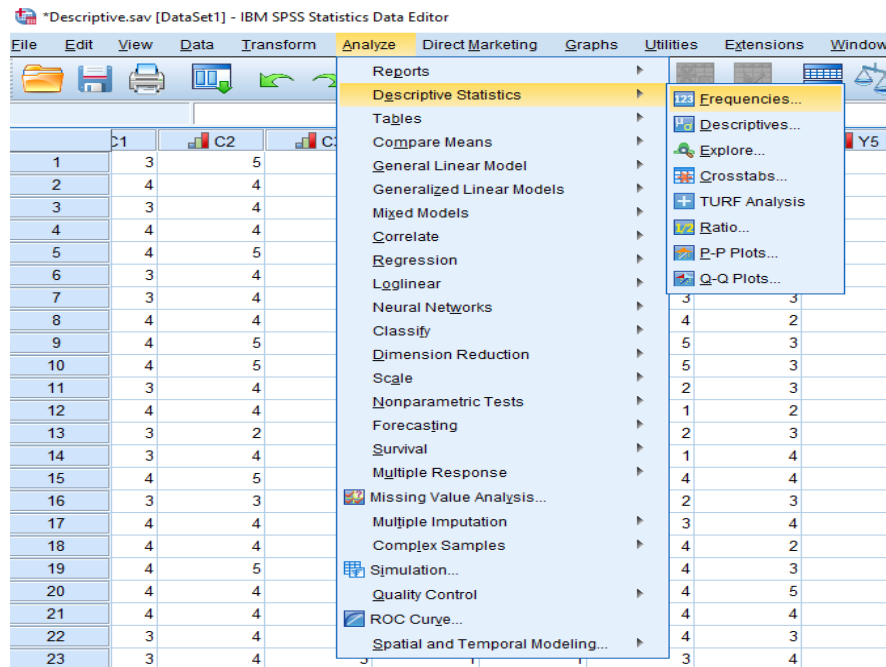 *Descriptive.sav [DataSet1] - IBM SPSS Statistics Data Editor
File Edit View Data Transform Analyze Direct Marketing Graphs Utilities Extensions Window
Reports
Descriptive Statistics
Tables
Compare Means
General Linear Model
Generalized Linear Models
Mixed Models
Correlate
Regression
Loglinear
Neural Networks
Classify
Dimension Reduction
Scale
Nonparametric Tests
Forecasting
Survival
Multiple Response
Missing Value Analysis...
Multiple Imputation
Complex Samples
Simulation...
Quality Control
ROC Curve...
Spatial and Temporal Modeling...
123 Frequencies...
Descriptives...
Explore...
Crosstabs...
TURF Analysis
1/2 Ratio...
P-P Plots...
Q-Q Plots...
C1 C2 Y5
1 3 5
2 4 4
3 3 4
4 4 4
5 4 5
6 3 4
7 3 4 3 3
8 4 4 4 2
9 4 5 5 3
10 4 5 5 3
11 3 4 2 3
12 4 4 1 2
13 3 2 2 3
14 3 4 1 4
15 4 5 4 4
16 3 3 2 3
17 4 4 3 4
18 4 4 4 2
19 4 5 4 3
20 4 4 4 5
21 4 4 4 4
22 3 4 4 3
23 3 4 3 4